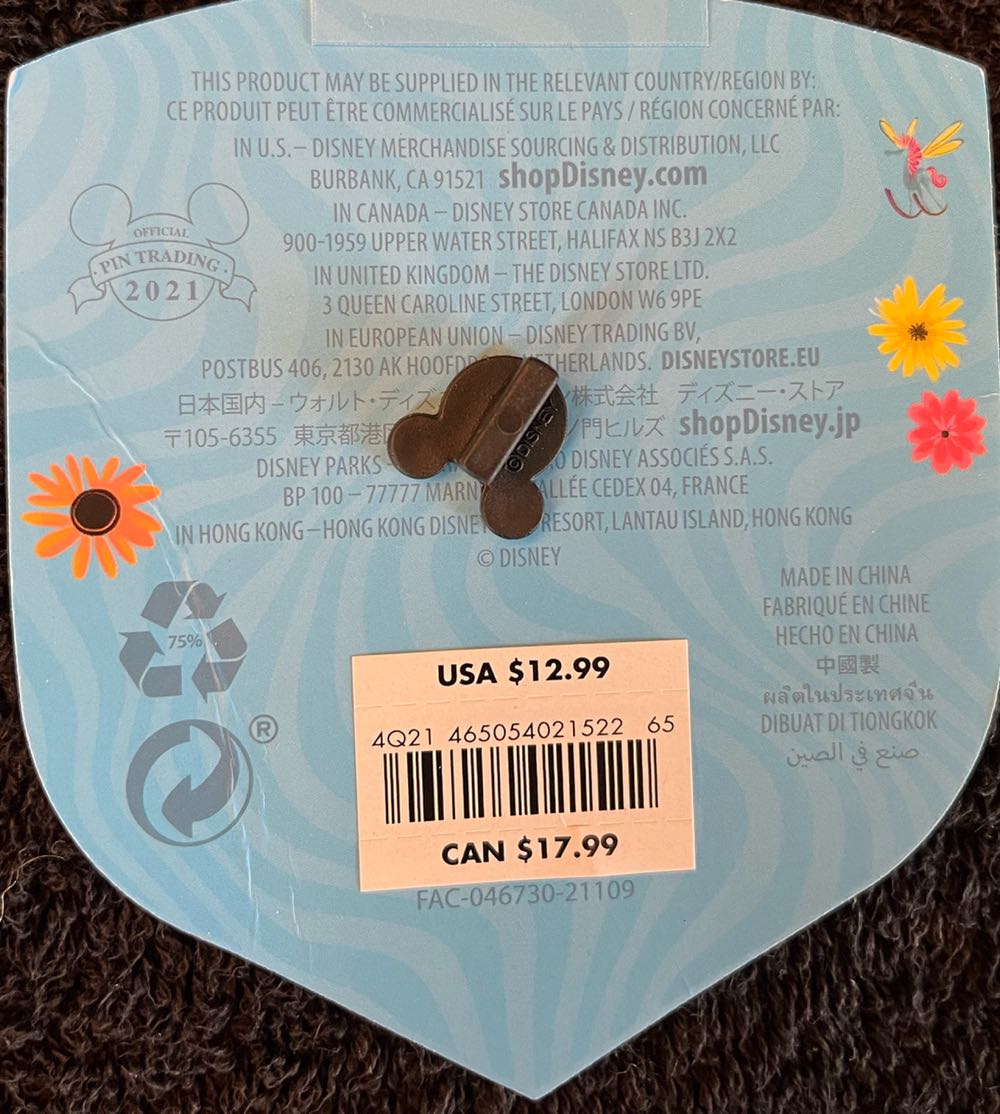 THIS PRODUCT MAY BE SUPPLIED IN THE RELEVANT COUNTRY/REGION BY:
CE PRODUIT PEUT ÊTRE COMMERCIALISÉ SUR LE PAYS / RÉGION CONCERNÉ PAR:
IN U.S. – DISNEY MERCHANDISE SOURCING & DISTRIBUTION, LLC
BURBANK, CA 91521 shopDisney.com
IN CANADA – DISNEY STORE CANADA INC.
900-1959 UPPER WATER STREET, HALIFAX NS B3J 2X2
IN UNITED KINGDOM – THE DISNEY STORE LTD.
3 QUEEN CAROLINE STREET, LONDON W6 9PE
IN EUROPEAN UNION – DISNEY TRADING BV,
POSTBUS 406, 2130 AK HOOFD ETHERLANDS. DISNEYSTORE.EU
日本国内 – ウォルト・ディズ 株式会社 ディズニー・ストア
〒105-6355 東京都港区 ノ門ヒルズ shopDisney.jp
DISNEY PARKS – O DISNEY ASSOCIÉS S.A.S.
BP 100 – 77777 MARN ALLÉE CEDEX 04, FRANCE
IN HONG KONG – HONG KONG DISNE RESORT, LANTAU ISLAND, HONG KONG
© DISNEY
OFFICIAL
PIN TRADING
2021
©DISNEY
75%
®
MADE IN CHINA
FABRIQUÉ EN CHINE
HECHO EN CHINA
中國製
ผลิตในประเทศจีน
DIBUAT DI TIONGKOK
صنع في الصين
USA $12.99
4Q21 465054021522 65
CAN $17.99
FAC-046730-21109